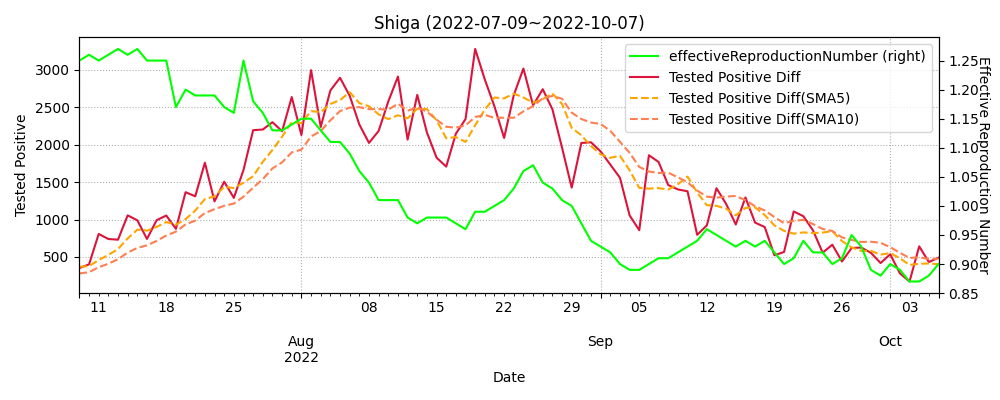 Shiga (2022-07-09~2022-10-07)
effectiveReproductionNumber (right)
Tested Positive Diff
Tested Positive Diff(SMA5)
Tested Positive Diff(SMA10)
Tested Positive
3000
2500
2000
1500
1000
500
Effective Reproduction Number
1.25
1.20
1.15
1.10
1.05
1.00
0.95
0.90
0.85
11 18 25 08 15 22 29 05 12 19 26 03
Aug Sep Oct
2022
Date